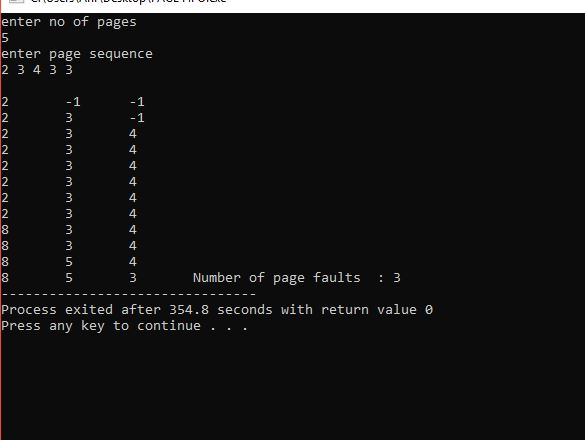 enter no of pages
5
enter page sequence
2 3 4 3 3
2 -1 -1
2 3 -1
2 3 4
2 3 4
2 3 4
2 3 4
2 3 4
2 3 4
8 3 4
8 3 4
8 5 4
8 5 3 Number of page faults : 3
--------------------------------
Process exited after 354.8 seconds with return value 0
Press any key to continue . . .